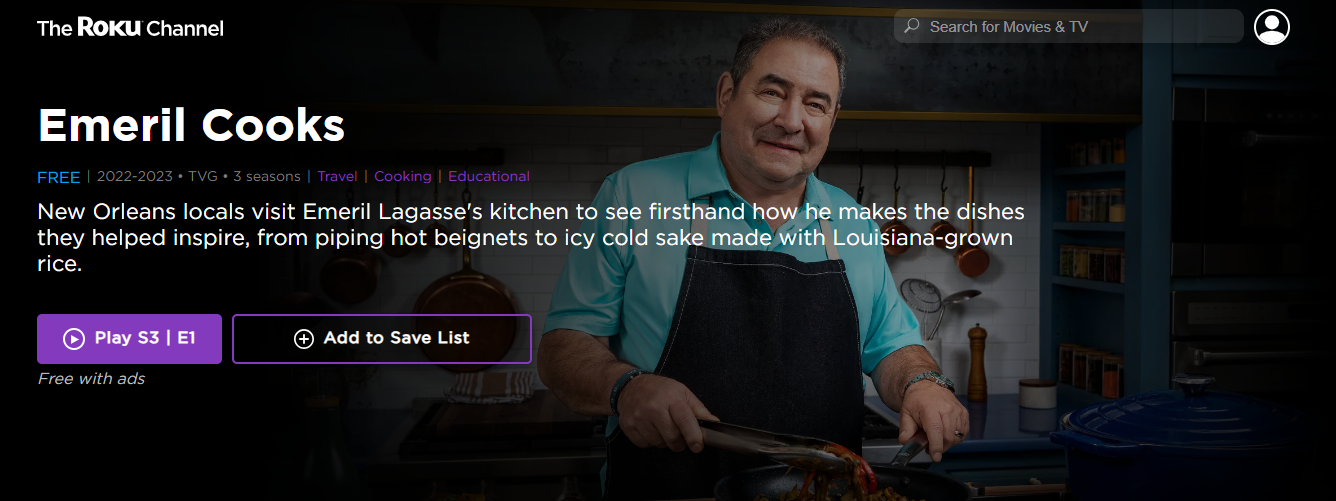 The Roku Channel
Search for Movies & TV
Emeril Cooks
FREE | 2022-2023 • TVG • 3 seasons | Travel | Cooking | Educational
New Orleans locals visit Emeril Lagasse's kitchen to see firsthand how he makes the dishes
they helped inspire, from piping hot beignets to icy cold sake made with Louisiana-grown
rice.
Play S3 | E1
Add to Save List
Free with ads